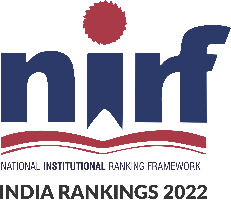 nirf
NATIONAL INSTITUTIONAL RANKING FRAMEWORK
INDIA RANKINGS 2022